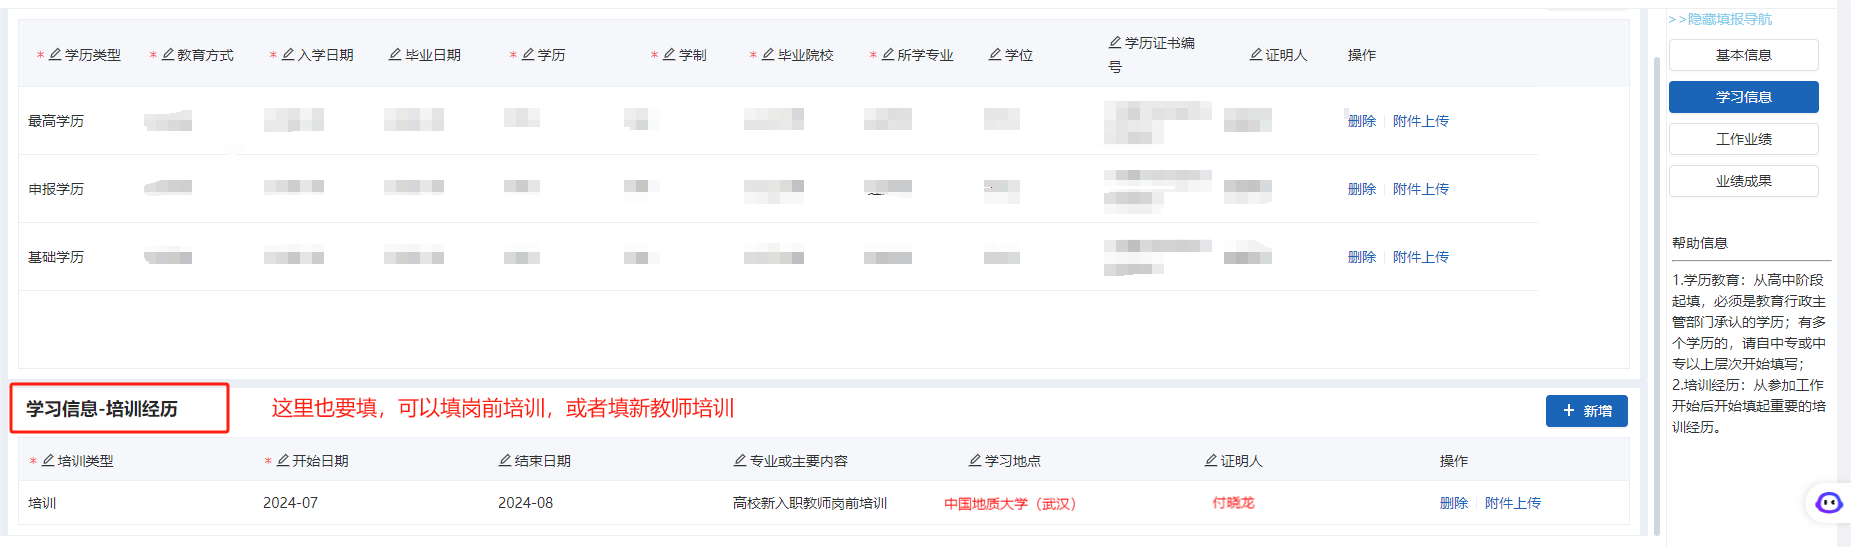 * 学历类型 * 教育方式 * 入学日期 毕业日期 * 学历 * 学制 * 毕业院校 * 所学专业 学位 学历证书编号 证明人 操作
最高学历 删除 附件上传
申报学历 删除 附件上传
基础学历 删除 附件上传
学习信息-培训经历 这里也要填，可以填岗前培训，或者填新教师培训 + 新增
* 培训类型 * 开始日期 结束日期 专业或主要内容 学习地点 证明人 操作
培训 2024-07 2024-08 高校新入职教师岗前培训 中国地质大学（武汉） 付晓龙 删除 附件上传
>>隐藏填报导航
基本信息
学习信息
工作业绩
业绩成果
帮助信息
1.学历教育：从高中阶段
起填，必须是教育行政主
管部门承认的学历；有多
个学历的，请自中专或中
专以上层次开始填写；
2.培训经历：从参加工作
开始后开始填起重要的培
训经历。